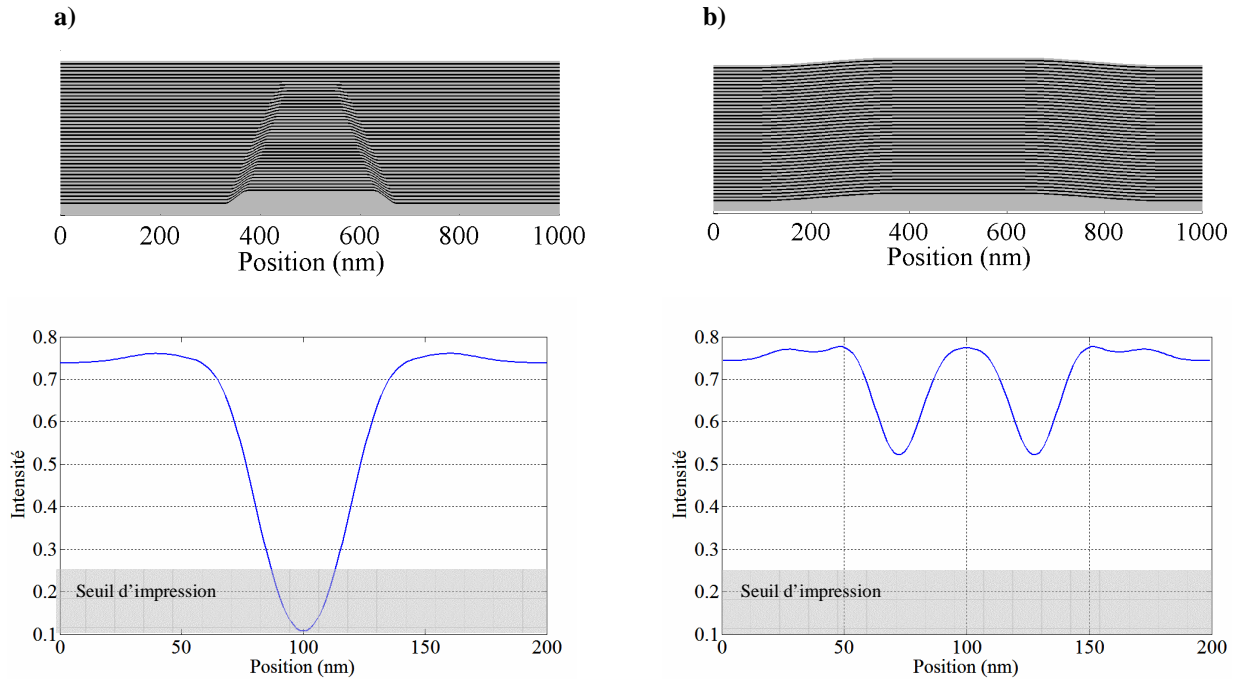 a)
0 200 400 600 800 1000
Position (nm)
b)
0 200 400 600 800 1000
Position (nm)
0.8
0.7
0.6
0.5
0.4
0.3
0.2
0.1
Intensité
Seuil d'impression
0 50 100 150 200
Position (nm)
0.8
0.7
0.6
0.5
0.4
0.3
0.2
0.1
Intensité
Seuil d'impression
0 50 100 150 200
Position (nm)